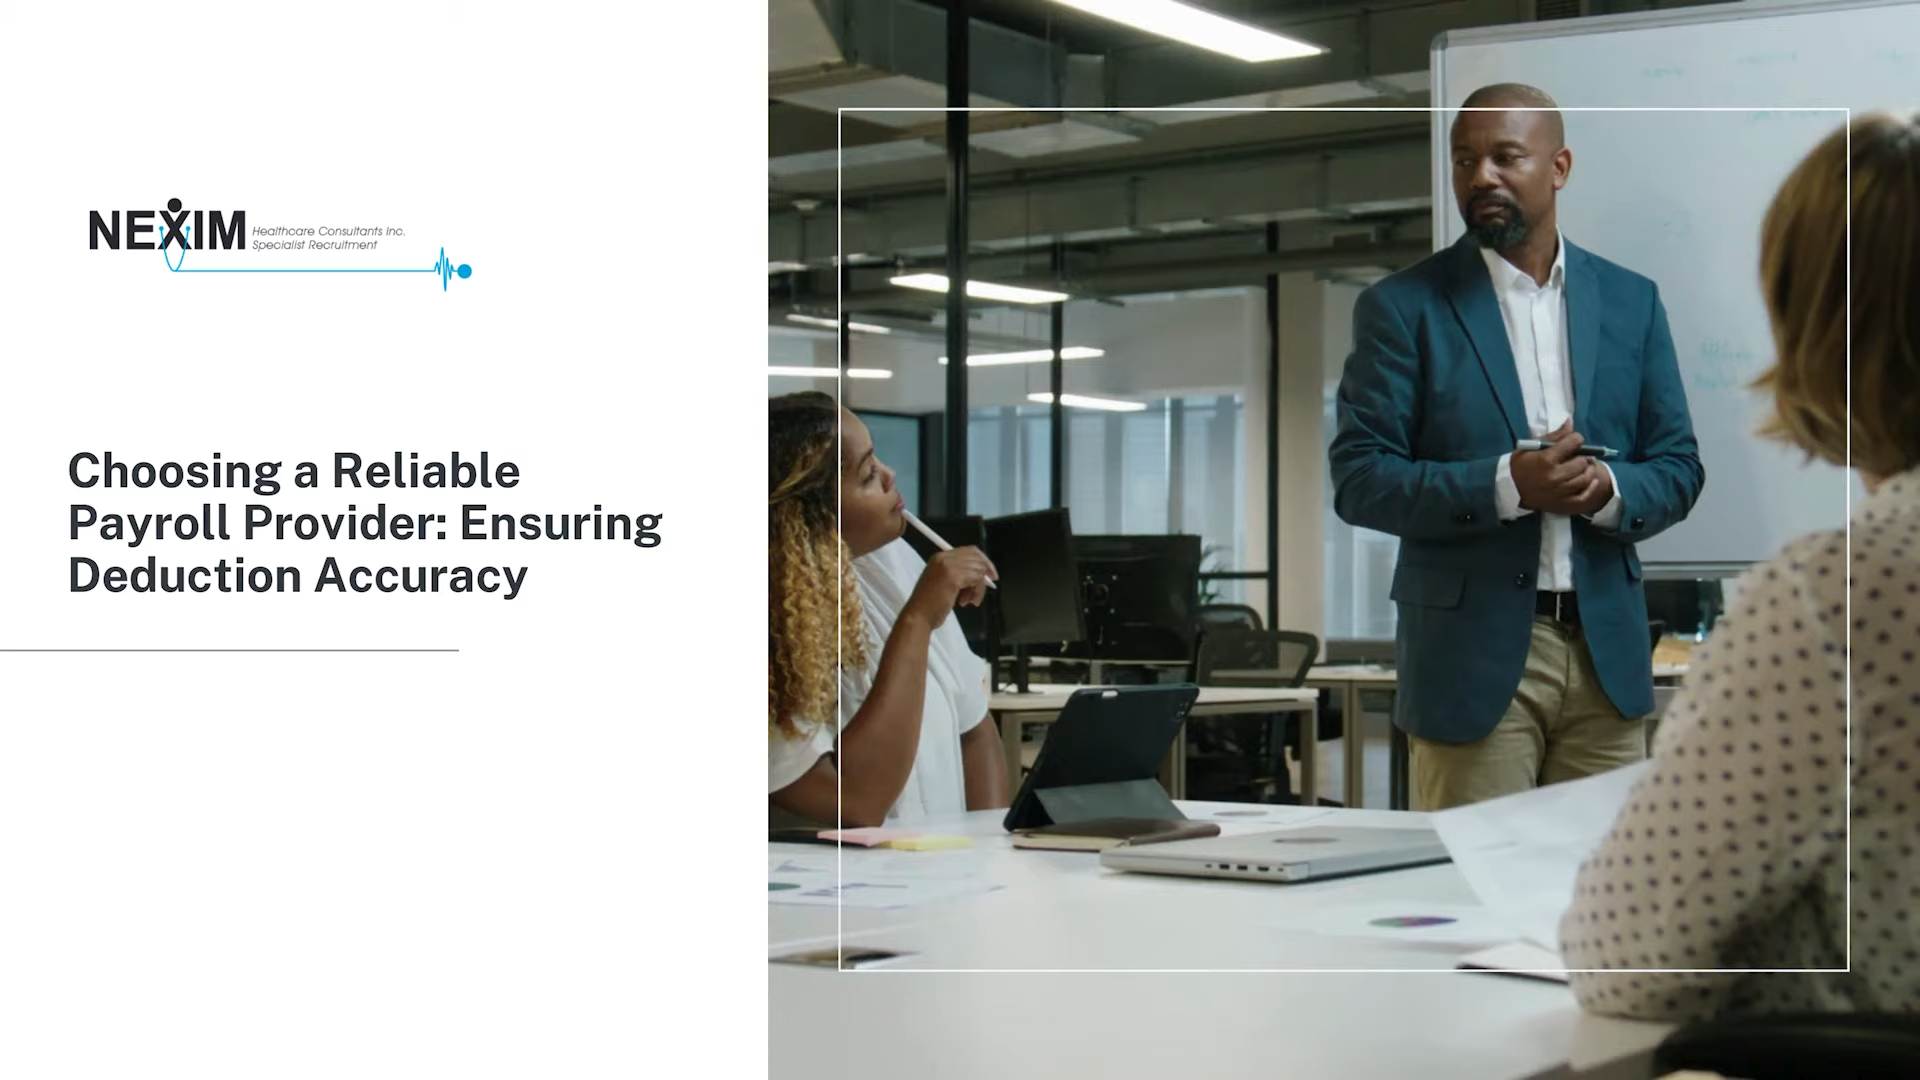 NEXIM
Healthcare Consultants Inc.
Specialist Recruitment
Choosing a Reliable
Payroll Provider: Ensuring
Deduction Accuracy